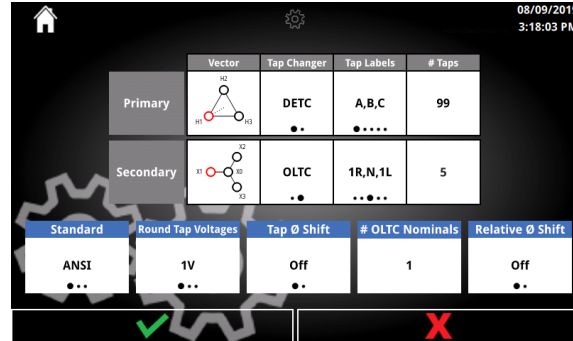 08/09/2019
3:18:03 PM
Vector
Tap Changer
Tap Labels
# Taps
Primary
H2
H1
H3
DETC
A,B,C
99
Secondary
X2
X1
X0
X3
OLTC
1R,N,1L
5
Standard
Round Tap Voltages
Tap Ø Shift
# OLTC Nominals
Relative Ø Shift
ANSI
1V
Off
1
Off